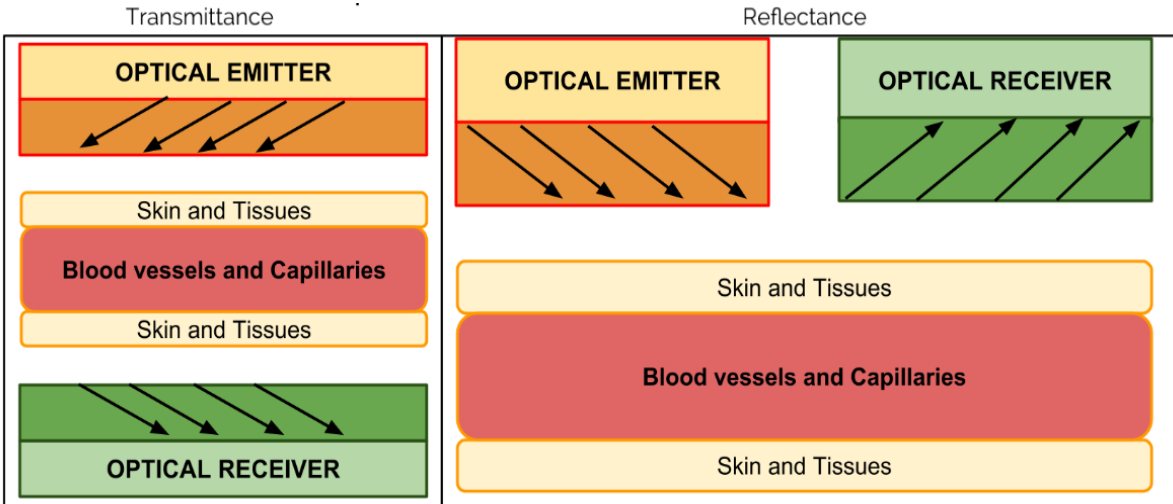 Transmittance
Reflectance
OPTICAL EMITTER
Skin and Tissues
Blood vessels and Capillaries
Skin and Tissues
OPTICAL RECEIVER
OPTICAL EMITTER
OPTICAL RECEIVER
Skin and Tissues
Blood vessels and Capillaries
Skin and Tissues